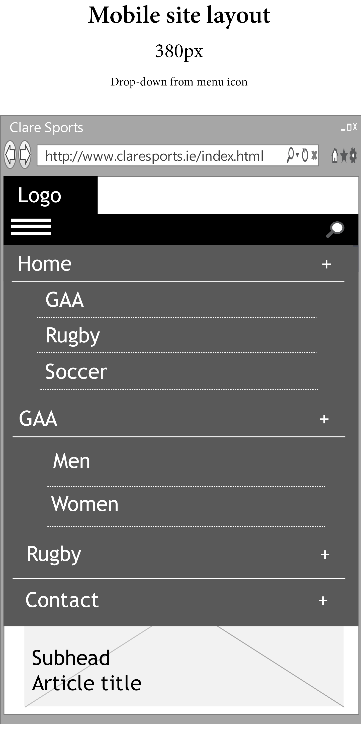 Mobile site layout
380px
Drop-down from menu icon
Clare Sports
http://www.claresports.ie/index.html
Logo
Home +
GAA
Rugby
Soccer
GAA +
Men
Women
Rugby +
Contact +
Subhead
Article title